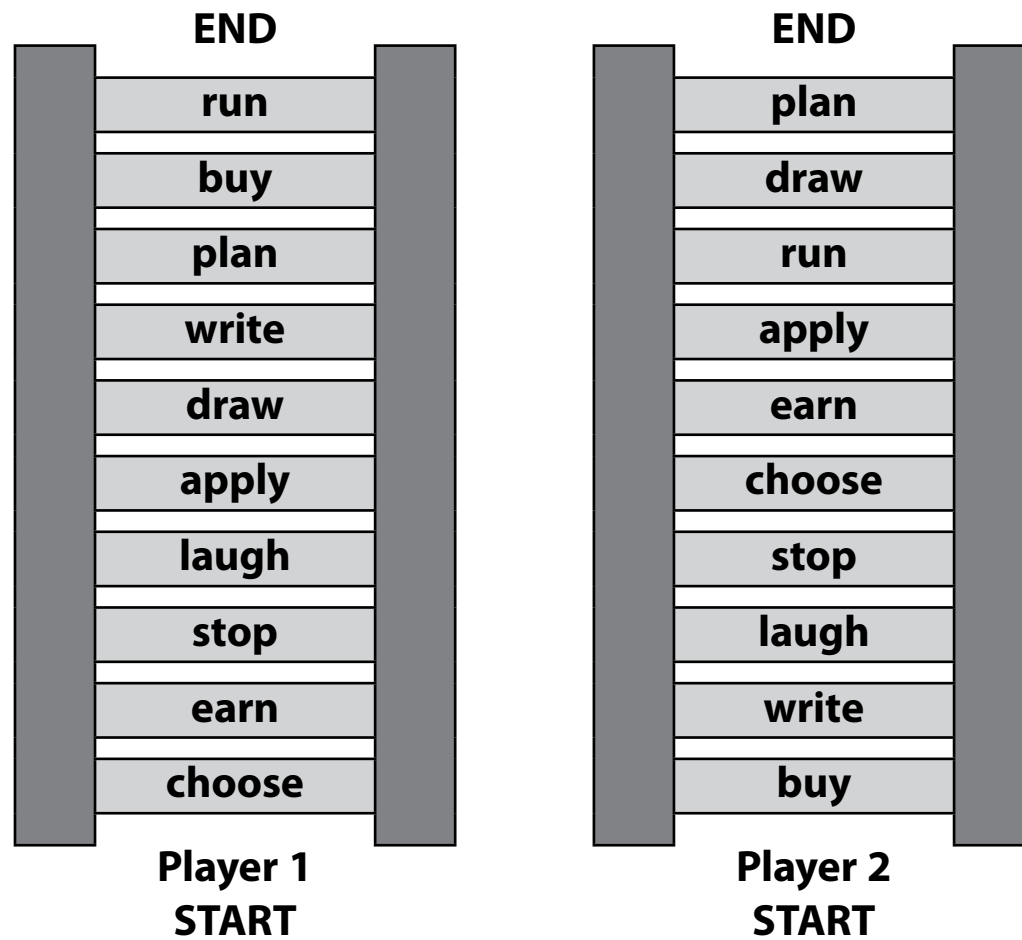 END
run
buy
plan
write
draw
apply
laugh
stop
earn
choose
Player 1
START
END
plan
draw
run
apply
earn
choose
stop
laugh
write
buy
Player 2
START